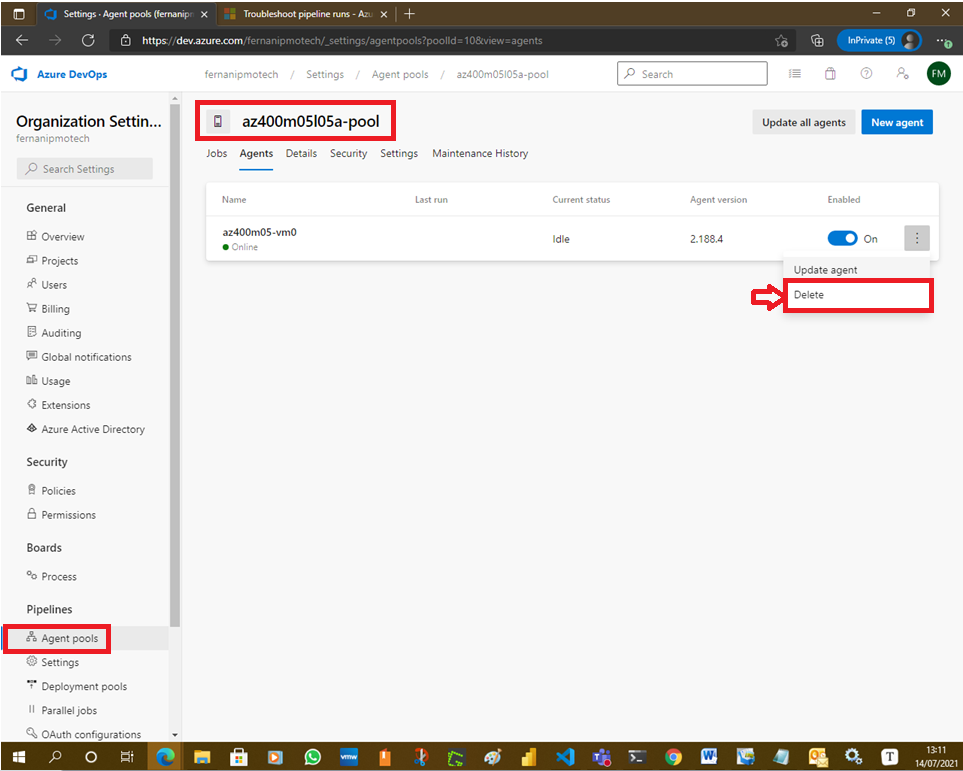 Settings - Agent pools (fernanipm
Troubleshoot pipeline runs - Azu
https://dev.azure.com/fernanipmotech/_settings/agentpools?poolId=10&view=agents
InPrivate (5)
Azure DevOps
fernanipmotech / Settings / Agent pools / az400m05l05a-pool
Search
FM
Organization Settin...
fernanipmotech
Search Settings
General
Overview
Projects
Users
Billing
Auditing
Global notifications
Usage
Extensions
Azure Active Directory
Security
Policies
Permissions
Boards
Process
Pipelines
Agent pools
Settings
Deployment pools
Parallel jobs
OAuth configurations
az400m05l05a-pool
Update all agents
New agent
Jobs Agents Details Security Settings Maintenance History
Name Last run Current status Agent version Enabled
az400m05-vm0
Online
Idle
2.188.4
On
Update agent
Delete
vmw
T
13:11
14/07/2021